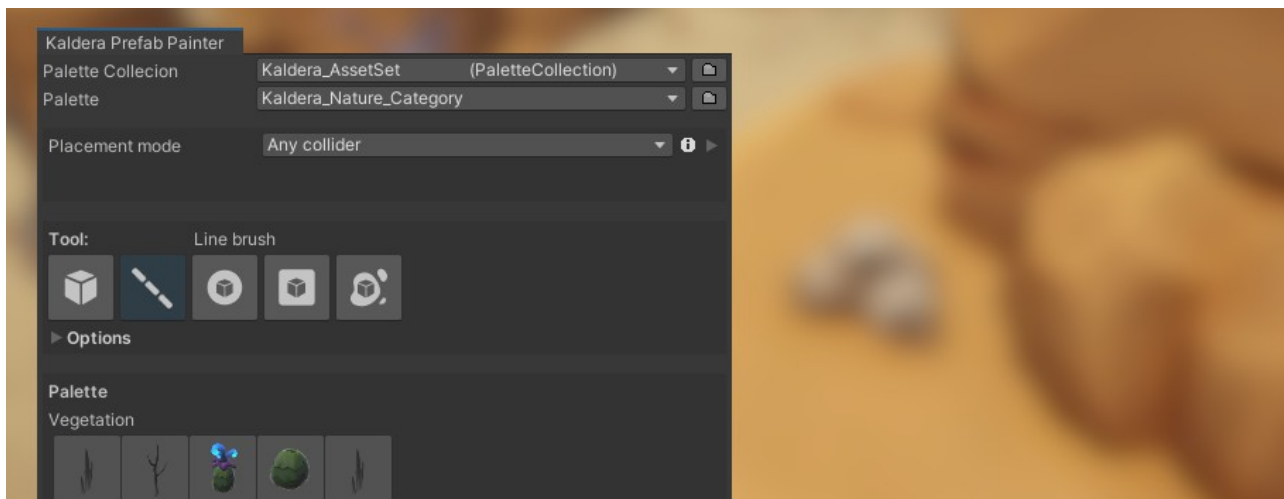 Kaldera Prefab Painter
Palette Collecion Kaldera_AssetSet (PaletteCollection)
Palette Kaldera_Nature_Category
Placement mode Any collider
Tool: Line brush
Options
Palette
Vegetation